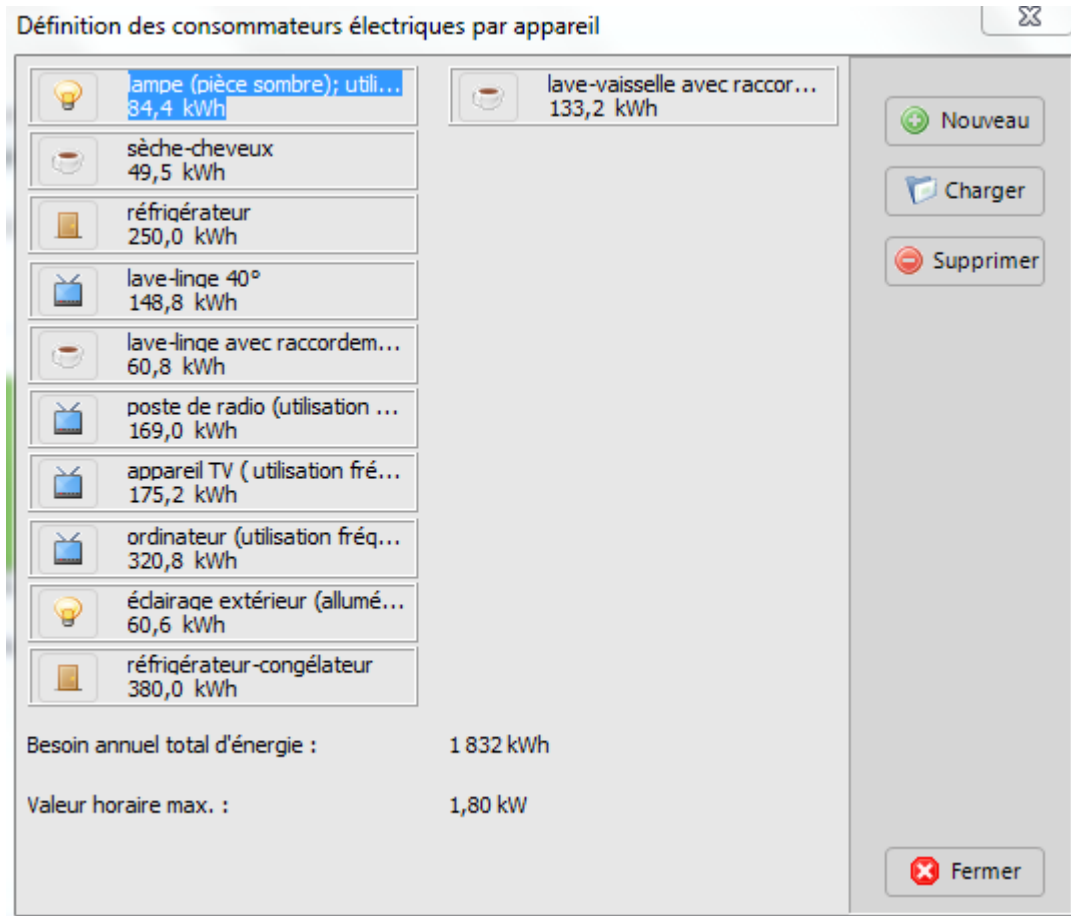 Définition des consommateurs électriques par appareil
lampe (pièce sombre); utili...
84,4 kWh
sèche-cheveux
49,5 kWh
réfrigérateur
250,0 kWh
lave-linge 40°
148,8 kWh
lave-linge avec raccordem...
60,8 kWh
poste de radio (utilisation ...
169,0 kWh
appareil TV ( utilisation fré...
175,2 kWh
ordinateur (utilisation fréq...
320,8 kWh
éclairage extérieur (allumé...
60,6 kWh
réfrigérateur-congélateur
380,0 kWh
lave-vaisselle avec raccor...
133,2 kWh
Besoin annuel total d'énergie : 1 832 kWh
Valeur horaire max. : 1,80 kW
Nouveau
Charger
Supprimer
Fermer